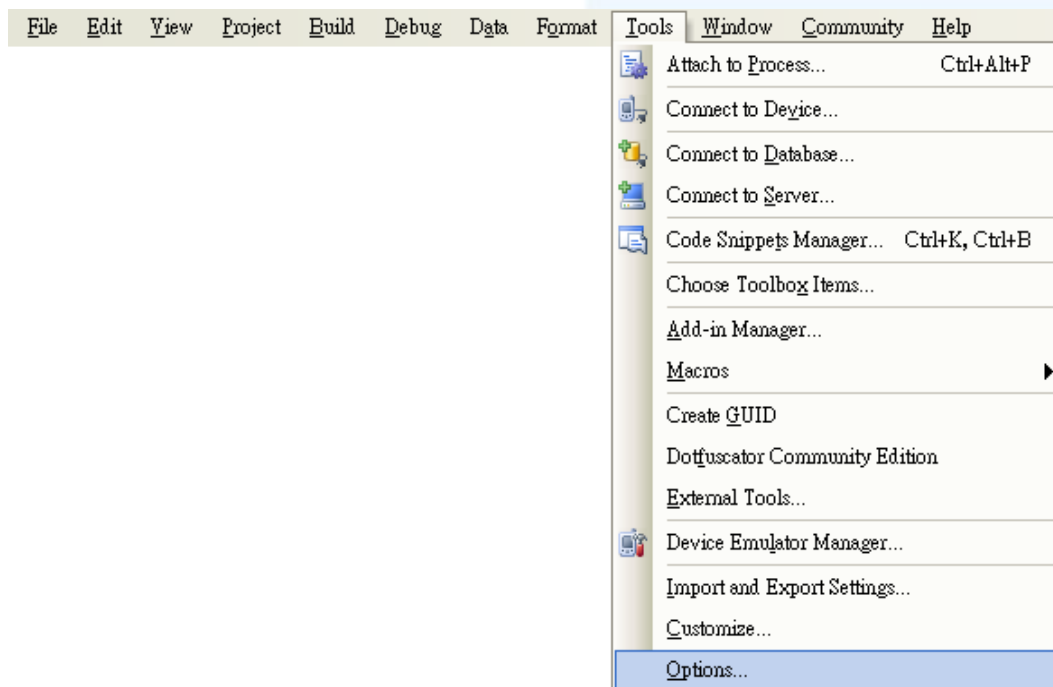 File Edit View Project Build Debug Data Format Tools Window Community Help
Attach to Process... Ctrl+Alt+P
Connect to Device...
Connect to Database...
Connect to Server...
Code Snippets Manager... Ctrl+K, Ctrl+B
Choose Toolbox Items...
Add-in Manager...
Macros
Create GUID
Dotfuscator Community Edition
External Tools...
Device Emulator Manager...
Import and Export Settings...
Customize...
Options...